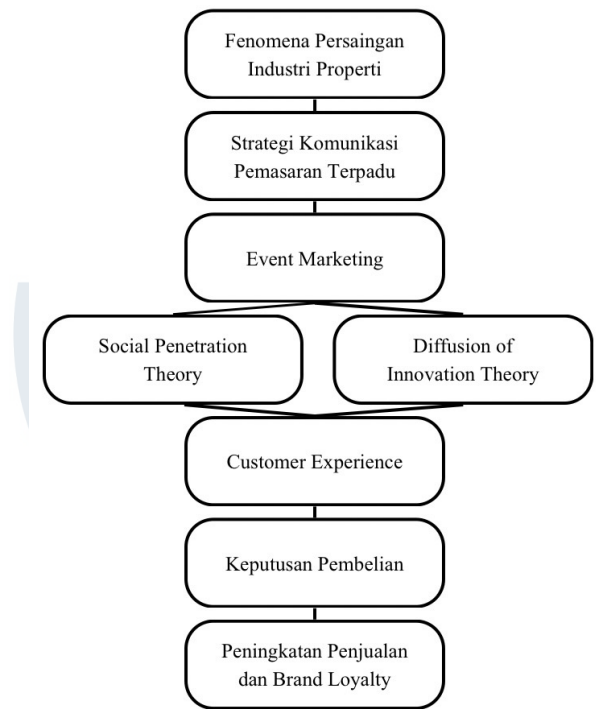 Fenomena Persaingan
Industri Properti
Strategi Komunikasi
Pemasaran Terpadu
Event Marketing
Social Penetration
Theory
Diffusion of
Innovation Theory
Customer Experience
Keputusan Pembelian
Peningkatan Penjualan
dan Brand Loyalty